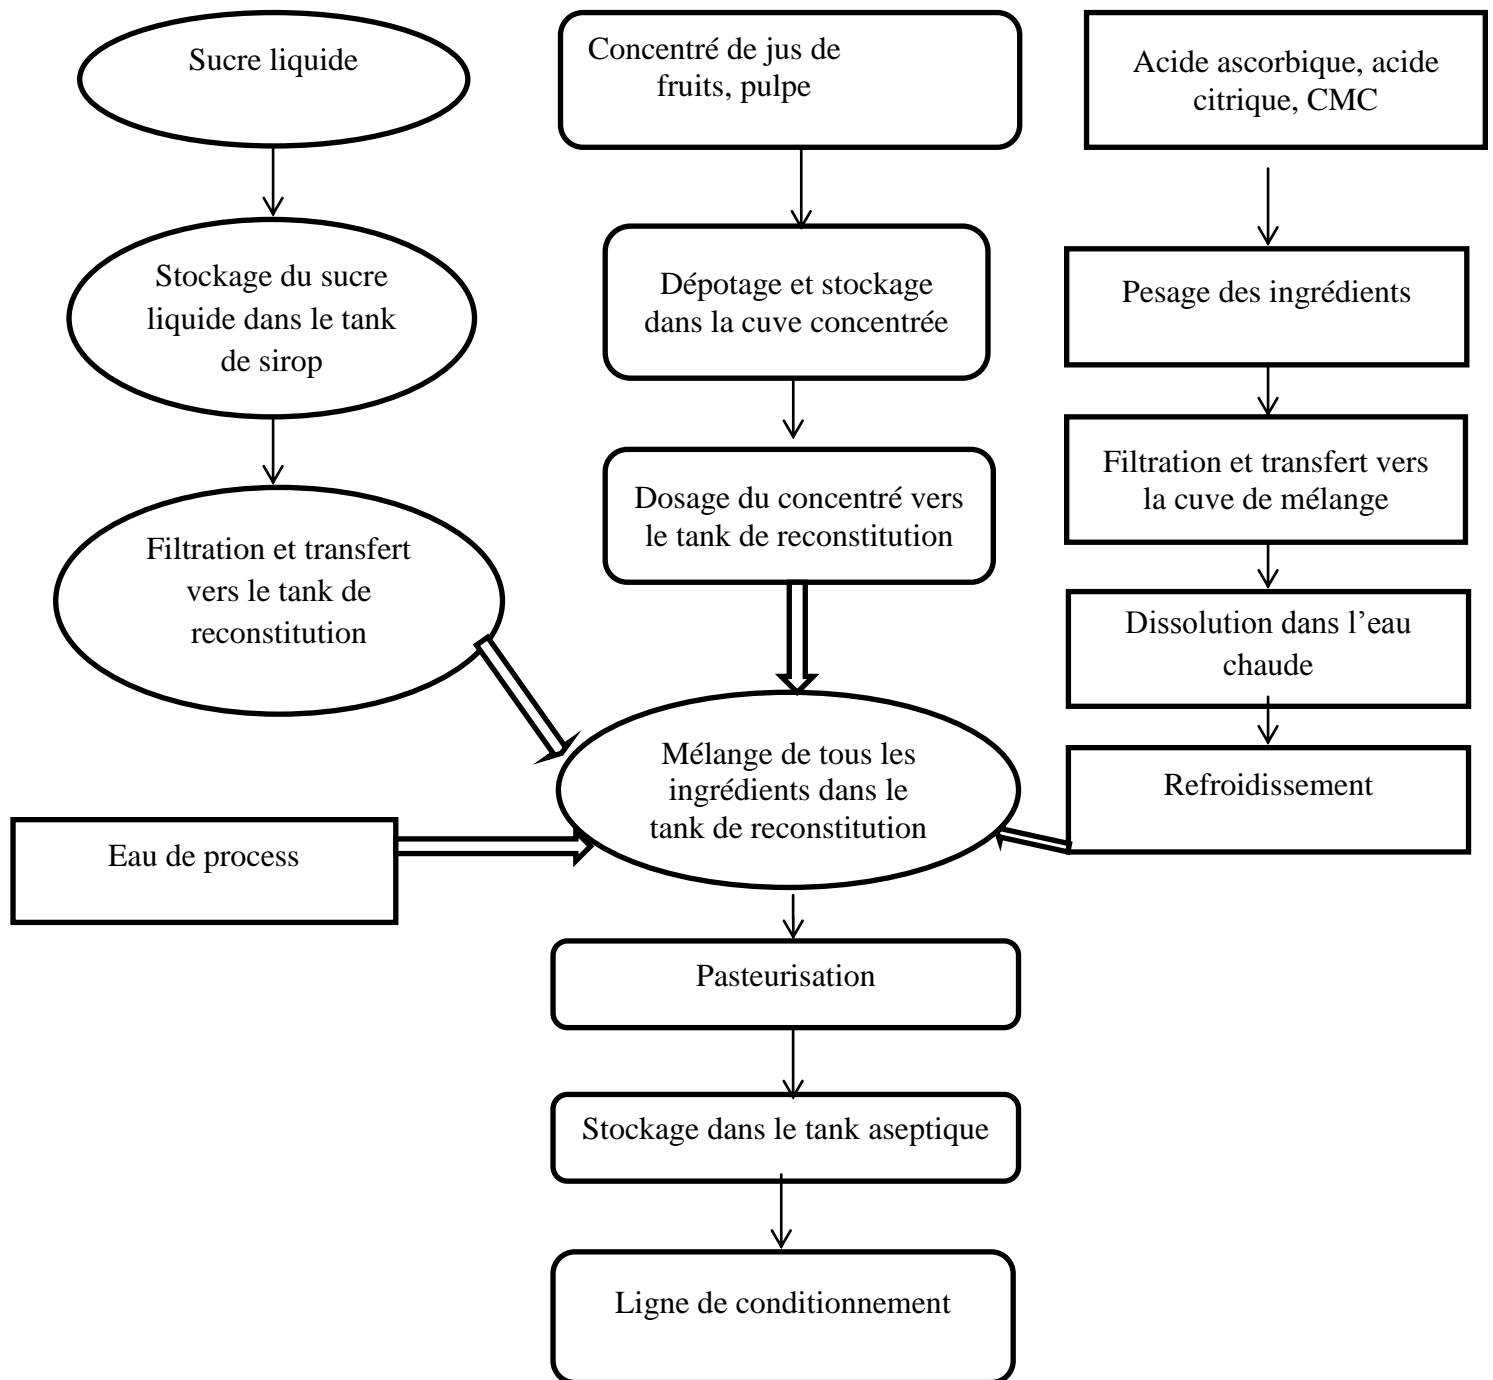 Sucre liquide
Concentré de jus de
fruits, pulpe
Acide ascorbique, acide
citrique, CMC
Stockage du sucre
liquide dans le tank
de sirop
Dépotage et stockage
dans la cuve concentrée
Pesage des ingrédients
Filtration et transfert
vers le tank de
reconstitution
Dosage du concentré vers
le tank de reconstitution
Filtration et transfert vers
la cuve de mélange
Dissolution dans l’eau
chaude
Mélange de tous les
ingrédients dans le
tank de reconstitution
Refroidissement
Eau de process
Pasteurisation
Stockage dans le tank aseptique
Ligne de conditionnement